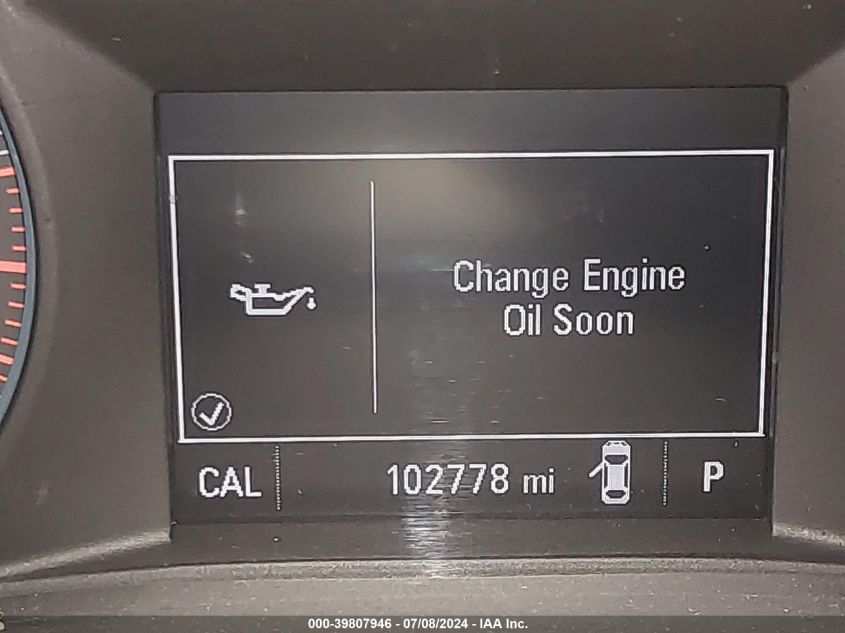 Change Engine
Oil Soon
CAL
102778 mi
P
000-39807946 - 07/08/2024 - IAA Inc.